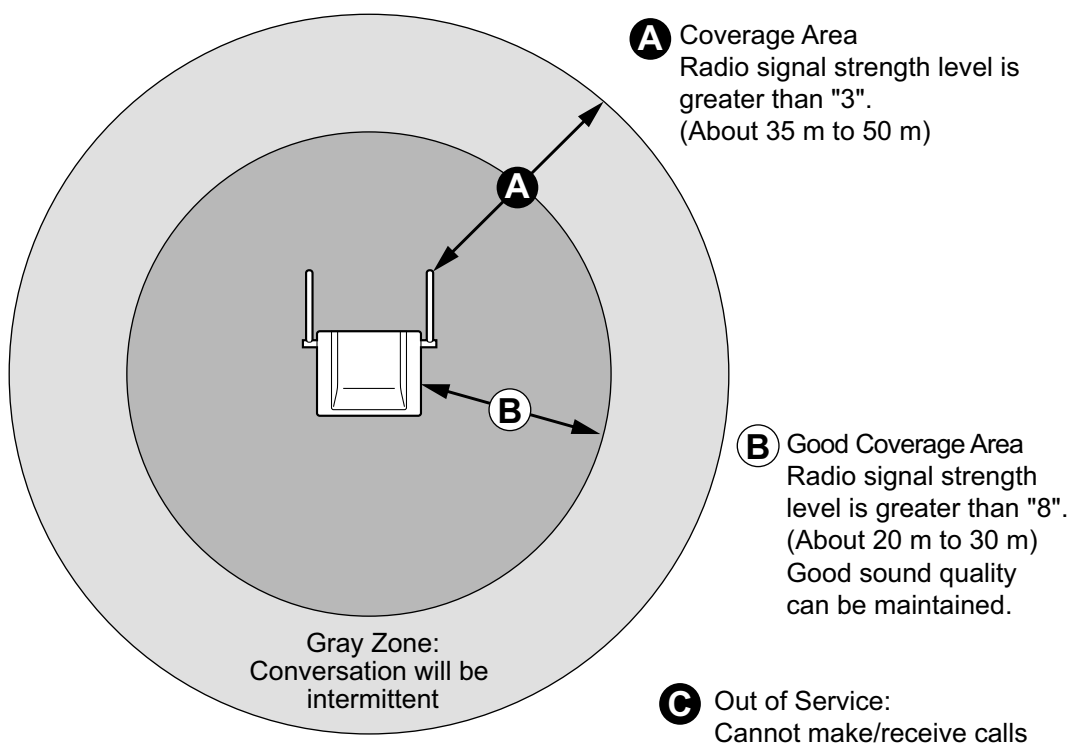 A Coverage Area
Radio signal strength level is
greater than "3".
(About 35 m to 50 m)
A
B
B Good Coverage Area
Radio signal strength
level is greater than "8".
(About 20 m to 30 m)
Good sound quality
can be maintained.
Gray Zone:
Conversation will be
intermittent
C Out of Service:
Cannot make/receive calls